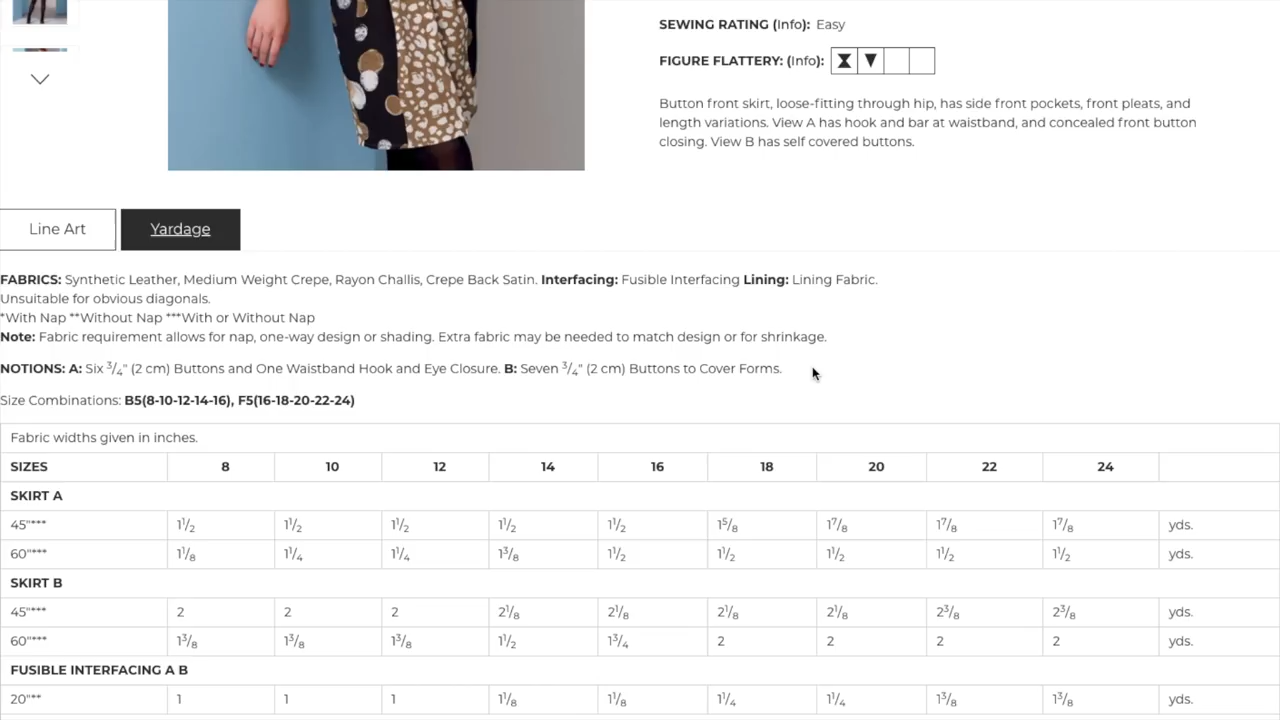 SEWING RATING (Info): Easy
FIGURE FLATTERY: (Info):
Button front skirt, loose-fitting through hip, has side front pockets, front pleats, and
length variations. View A has hook and bar at waistband, and concealed front button
closing. View B has self covered buttons.
Line Art
Yardage
FABRICS: Synthetic Leather, Medium Weight Crepe, Rayon Challis, Crepe Back Satin. Interfacing: Fusible Interfacing Lining: Lining Fabric.
Unsuitable for obvious diagonals.
*With Nap **Without Nap ***With or Without Nap
Note: Fabric requirement allows for nap, one-way design or shading. Extra fabric may be needed to match design or for shrinkage.
NOTIONS: A: Six 3/4" (2 cm) Buttons and One Waistband Hook and Eye Closure. B: Seven 3/4" (2 cm) Buttons to Cover Forms.
Size Combinations: B5(8-10-12-14-16), F5(16-18-20-22-24)
Fabric widths given in inches.
SIZES 8 10 12 14 16 18 20 22 24
SKIRT A
45"*** 1 1/2 1 1/2 1 1/2 1 1/2 1 1/2 1 5/8 1 7/8 1 7/8 1 7/8 yds.
60"*** 1 1/8 1 1/4 1 1/4 1 3/8 1 1/2 1 1/2 1 1/2 1 1/2 1 1/2 yds.
SKIRT B
45"*** 2 2 2 2 1/8 2 1/8 2 1/8 2 1/8 2 3/8 2 3/8 yds.
60"*** 1 3/8 1 3/8 1 3/8 1 1/2 1 3/4 2 2 2 2 yds.
FUSIBLE INTERFACING A B
20"** 1 1 1 1 1/8 1 1/8 1 1/4 1 1/4 1 3/8 1 3/8 yds.